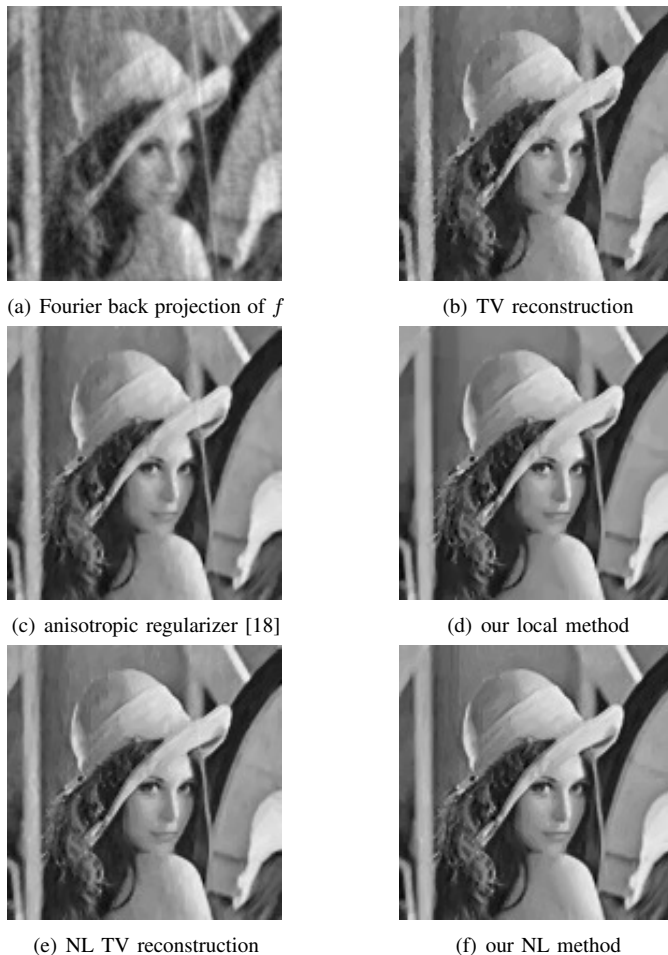 (a) Fourier back projection of f
(b) TV reconstruction
(c) anisotropic regularizer [18]
(d) our local method
(e) NL TV reconstruction
(f) our NL method